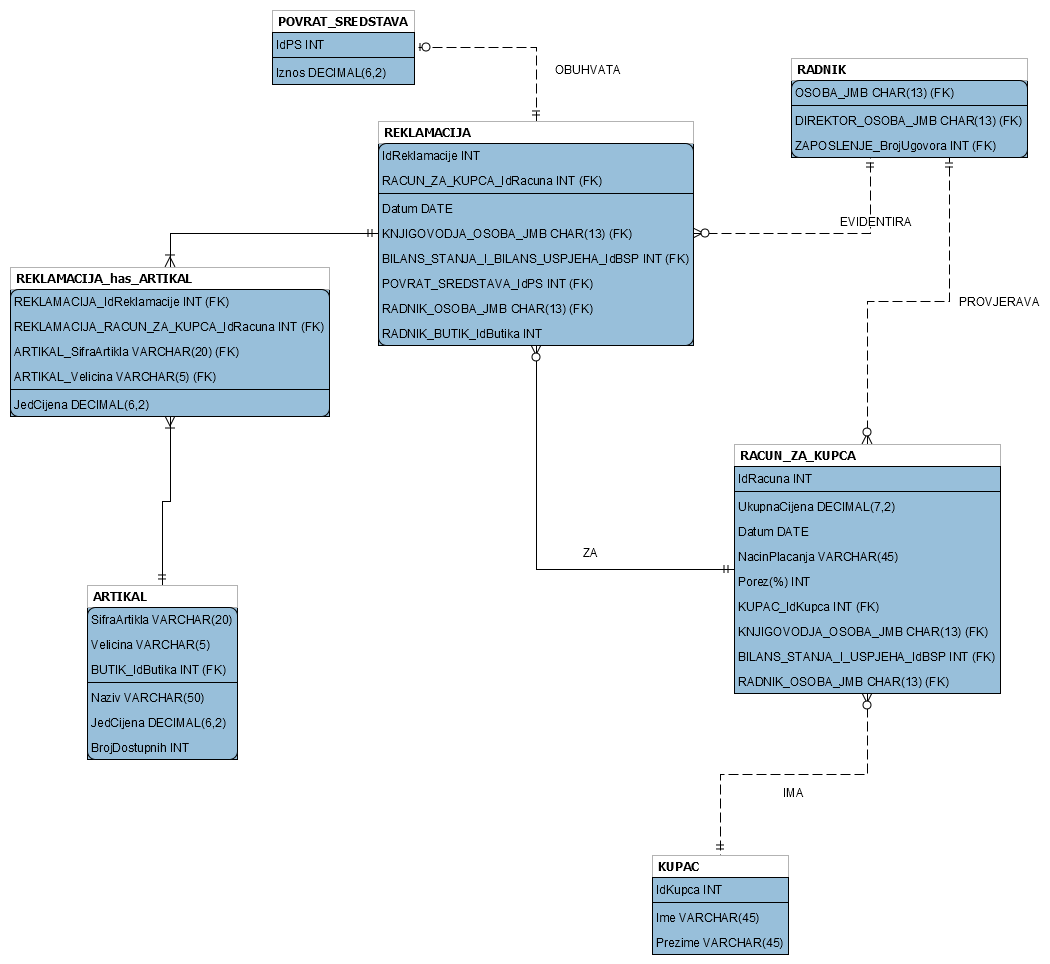 POVRAT_SREDSTAVA
IdPS INT
Iznos DECIMAL(6,2)
OBUHVATA
RADNIK
OSOBA_JMB CHAR(13) (FK)
DIREKTOR_OSOBA_JMB CHAR(13) (FK)
ZAPOSLENJE_BrojUgovora INT (FK)
REKLAMACIJA
IdReklamacije INT
RACUN_ZA_KUPCA_IdRacuna INT (FK)
Datum DATE
KNJIGOVODJA_OSOBA_JMB CHAR(13) (FK)
BILANS_STANJA_I_BILANS_USPJEHA_IdBSP INT (FK)
POVRAT_SREDSTAVA_IdPS INT (FK)
RADNIK_OSOBA_JMB CHAR(13) (FK)
RADNIK_BUTIK_IdButika INT
EVIDENTIRA
PROVJERAVA
REKLAMACIJA_has_ARTIKAL
REKLAMACIJA_IdReklamacije INT (FK)
REKLAMACIJA_RACUN_ZA_KUPCA_IdRacuna INT (FK)
ARTIKAL_SifraArtikla VARCHAR(20) (FK)
ARTIKAL_Velicina VARCHAR(5) (FK)
JedCijena DECIMAL(6,2)
RACUN_ZA_KUPCA
IdRacuna INT
UkupnaCijena DECIMAL(7,2)
Datum DATE
NacinPlacanja VARCHAR(45)
Porez(%) INT
KUPAC_IdKupca INT (FK)
KNJIGOVODJA_OSOBA_JMB CHAR(13) (FK)
BILANS_STANJA_I_USPJEHA_IdBSP INT (FK)
RADNIK_OSOBA_JMB CHAR(13) (FK)
ZA
ARTIKAL
SifraArtikla VARCHAR(20)
Velicina VARCHAR(5)
BUTIK_IdButika INT (FK)
Naziv VARCHAR(50)
JedCijena DECIMAL(6,2)
BrojDostupnih INT
IMA
KUPAC
IdKupca INT
Ime VARCHAR(45)
Prezime VARCHAR(45)